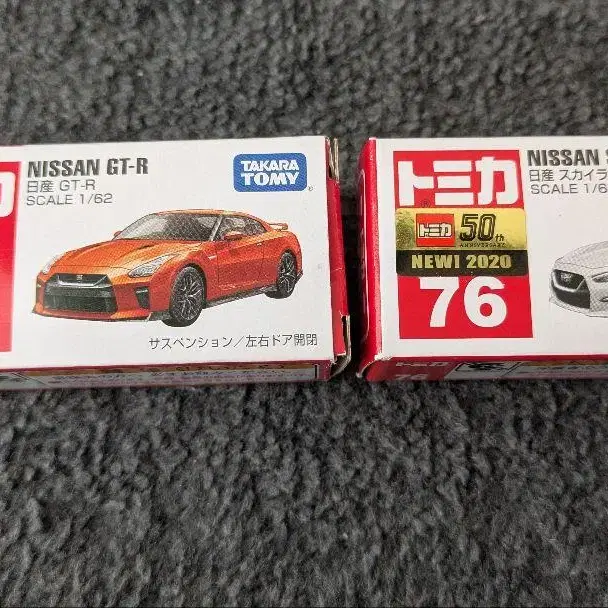 NISSAN GT-R
日産 GT-R
SCALE 1/62
TAKARA
TOMY
サスペンション/左右ドア開閉
トミカ
トミカ 50th
ANNIVERSARY
NEW! 2020
76
NISSAN
日産 スカイラ
SCALE 1/6
76